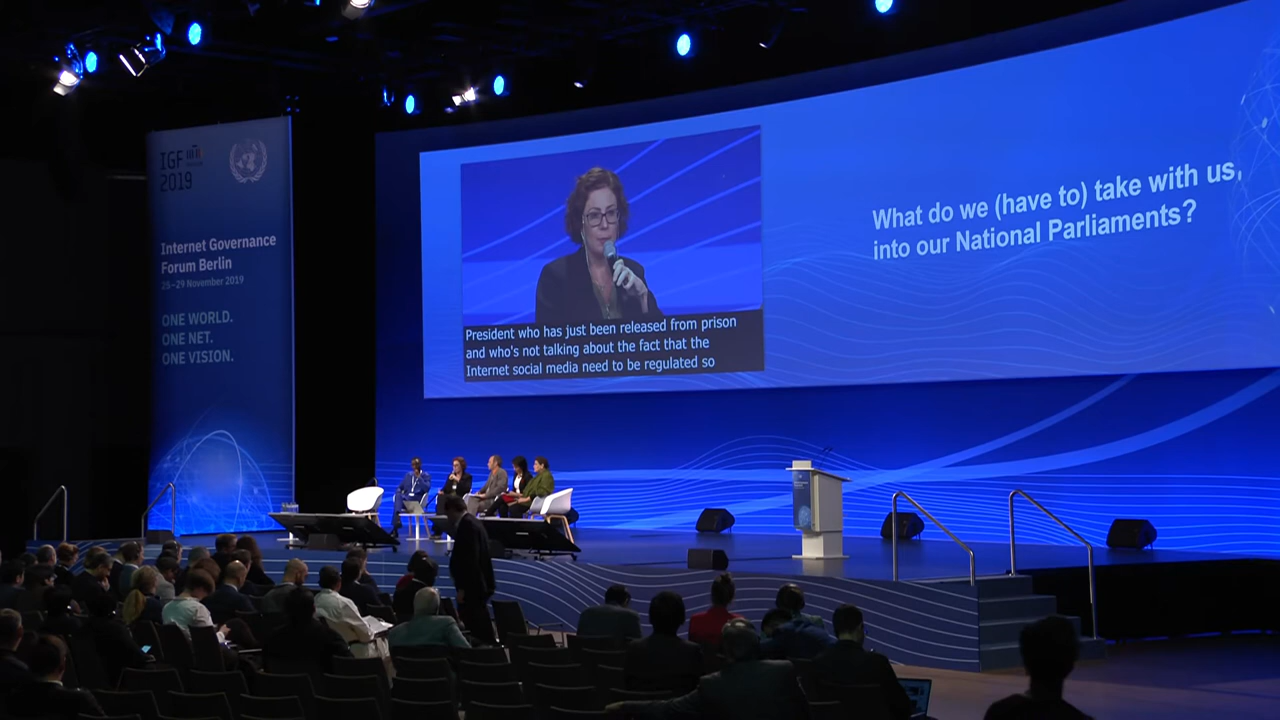 IGF
2019
Internet Governance
Forum Berlin
25–29 November 2019
ONE WORLD.
ONE NET.
ONE VISION.
President who has just been released from prison
and who's not talking about the fact that the
Internet social media need to be regulated so
What do we (have to) take with us,
into our National Parliaments?